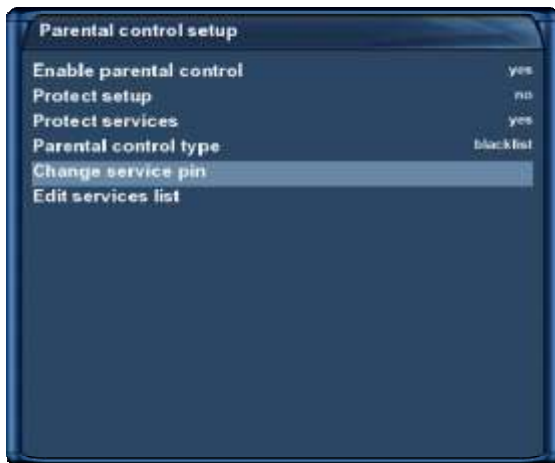 Parental control setup
Enable parental control yes
Protect setup no
Protect services yes
Parental control type blacklist
Change service pin
Edit services list